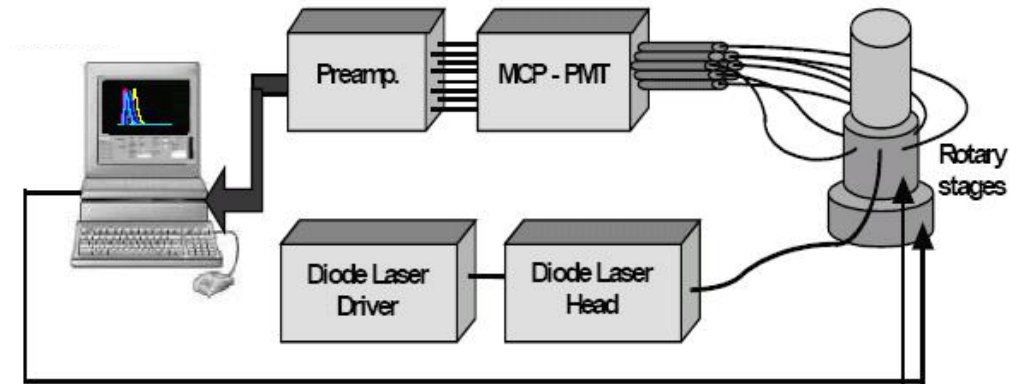 Preamp.
MCP - PMT
Rotary
stages
Diode Laser
Driver
Diode Laser
Head